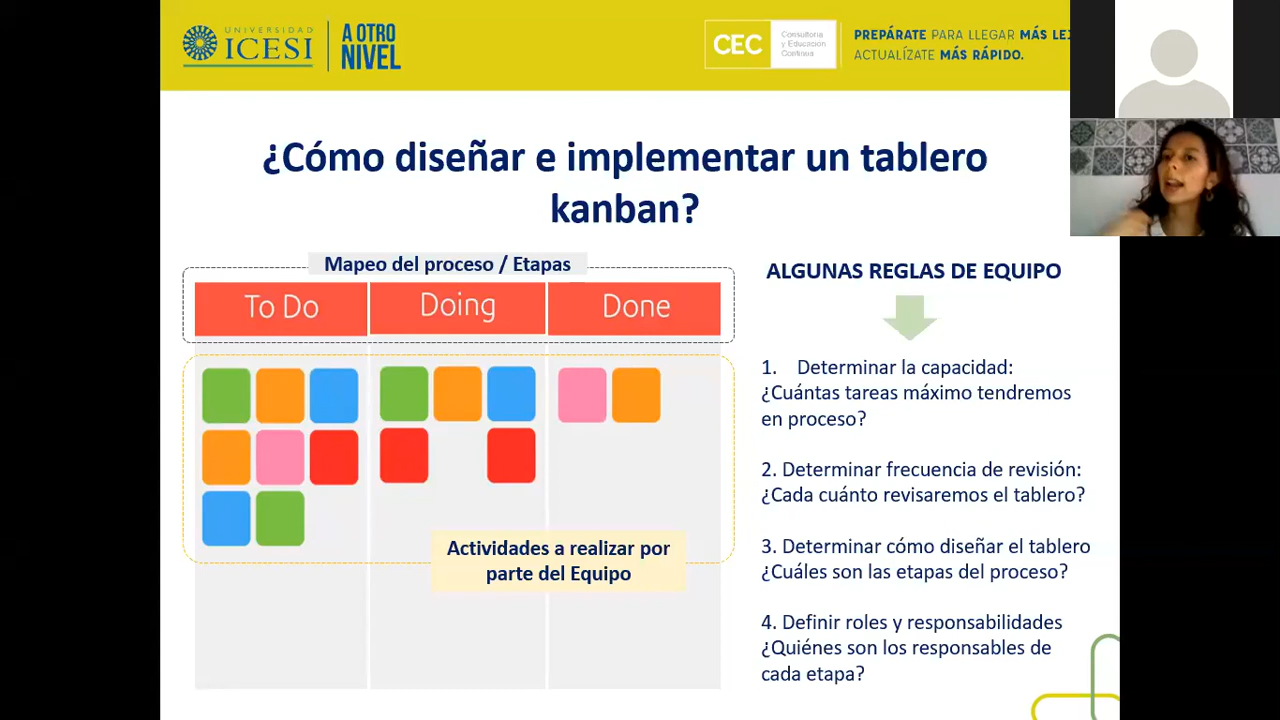 UNIVERSIDAD
ICESI
A OTRO
NIVEL
CEC
Consultoría
y Educación
Continua
PREPÁRATE PARA LLEGAR MÁS LE
ACTUALÍZATE MÁS RÁPIDO.
¿Cómo diseñar e implementar un tablero
kanban?
Mapeo del proceso / Etapas
To Do
Doing
Done
Actividades a realizar por
parte del Equipo
ALGUNAS REGLAS DE EQUIPO
1. Determinar la capacidad:
¿Cuántas tareas máximo tendremos
en proceso?
2. Determinar frecuencia de revisión:
¿Cada cuánto revisaremos el tablero?
3. Determinar cómo diseñar el tablero
¿Cuáles son las etapas del proceso?
4. Definir roles y responsabilidades
¿Quiénes son los responsables de
cada etapa?